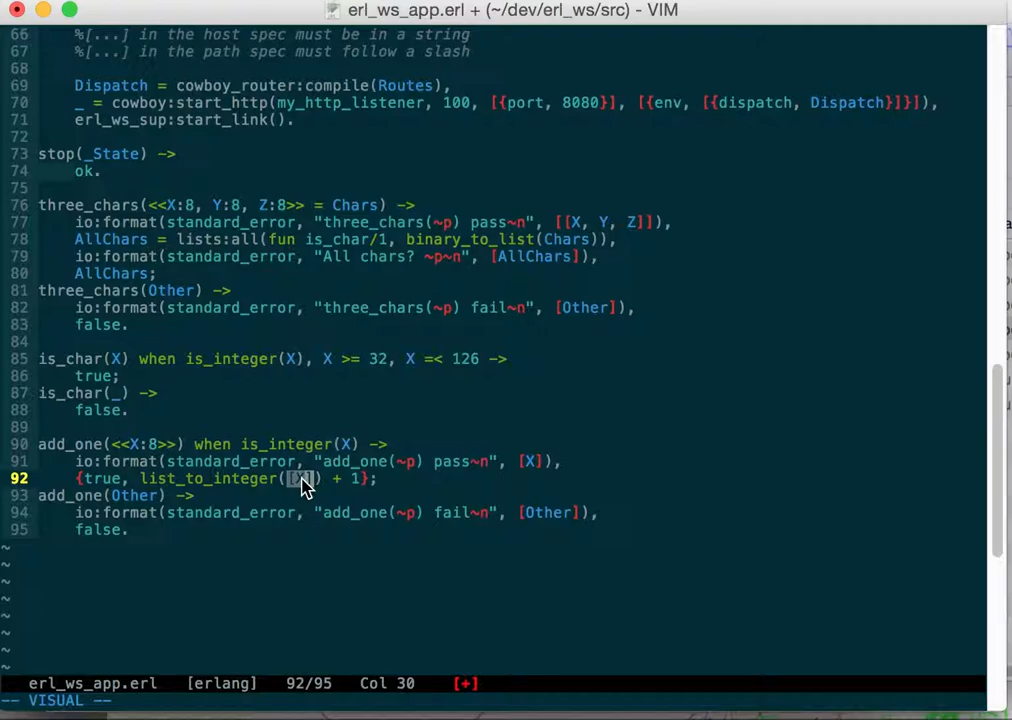 erl_ws_app.erl + (~/dev/erl_ws/src) - VIM
66 %[...] in the host spec must be in a string
67 %[...] in the path spec must follow a slash
68
69 Dispatch = cowboy_router:compile(Routes),
70 _ = cowboy:start_http(my_http_listener, 100, [{port, 8080}], [{env, [{dispatch, Dispatch}]}]),
71 erl_ws_sup:start_link().
72
73 stop(_State) ->
74 ok.
75
76 three_chars(<<X:8, Y:8, Z:8>> = Chars) ->
77 io:format(standard_error, "three_chars(~p) pass~n", [[X, Y, Z]]),
78 AllChars = lists:all(fun is_char/1, binary_to_list(Chars)),
79 io:format(standard_error, "All chars? ~p~n", [AllChars]),
80 AllChars;
81 three_chars(Other) ->
82 io:format(standard_error, "three_chars(~p) fail~n", [Other]),
83 false.
84
85 is_char(X) when is_integer(X), X >= 32, X =< 126 ->
86 true;
87 is_char(_) ->
88 false.
89
90 add_one(<<X:8>>) when is_integer(X) ->
91 io:format(standard_error, "add_one(~p) pass~n", [X]),
92 {true, list_to_integer([X]) + 1};
93 add_one(Other) ->
94 io:format(standard_error, "add_one(~p) fail~n", [Other]),
95 false.
~
~
~
~
~
~
~
~
erl_ws_app.erl [erlang] 92/95 Col 30 [+]
-- VISUAL --